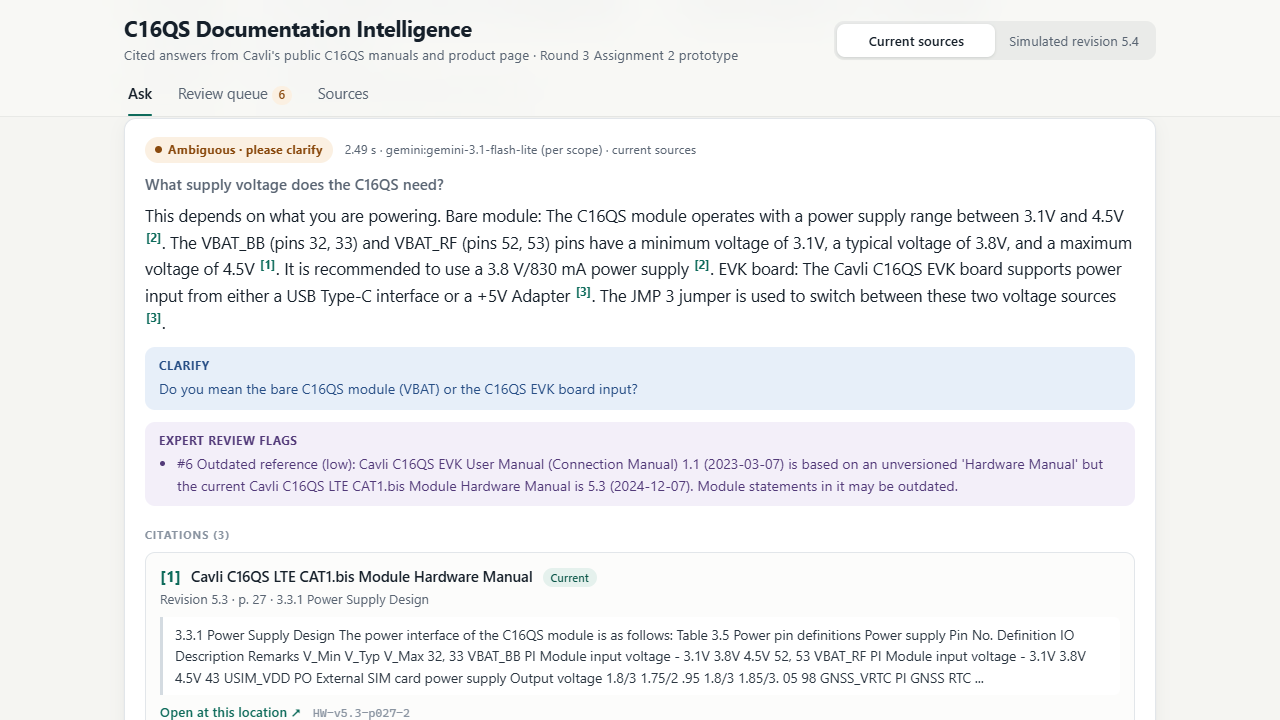 C16QS Documentation Intelligence
Cited answers from Cavli's public C16QS manuals and product page · Round 3 Assignment 2 prototype
Current sources
Simulated revision 5.4
Ask
Review queue 6
Sources
Ambiguous · please clarify
2.49 s · gemini:gemini-3.1-flash-lite (per scope) · current sources
What supply voltage does the C16QS need?
This depends on what you are powering. Bare module: The C16QS module operates with a power supply range between 3.1V and 4.5V
[2]. The VBAT_BB (pins 32, 33) and VBAT_RF (pins 52, 53) pins have a minimum voltage of 3.1V, a typical voltage of 3.8V, and a maximum
voltage of 4.5V [1]. It is recommended to use a 3.8 V/830 mA power supply [2]. EVK board: The Cavli C16QS EVK board supports power
input from either a USB Type-C interface or a +5V Adapter [3]. The JMP 3 jumper is used to switch between these two voltage sources
[3].
CLARIFY
Do you mean the bare C16QS module (VBAT) or the C16QS EVK board input?
EXPERT REVIEW FLAGS
• #6 Outdated reference (low): Cavli C16QS EVK User Manual (Connection Manual) 1.1 (2023-03-07) is based on an unversioned 'Hardware Manual' but
the current Cavli C16QS LTE CAT1.bis Module Hardware Manual is 5.3 (2024-12-07). Module statements in it may be outdated.
CITATIONS (3)
[1] Cavli C16QS LTE CAT1.bis Module Hardware Manual Current
Revision 5.3 · p. 27 · 3.3.1 Power Supply Design
3.3.1 Power Supply Design The power interface of the C16QS module is as follows: Table 3.5 Power pin definitions Power supply Pin No. Definition IO
Description Remarks V_Min V_Typ V_Max 32, 33 VBAT_BB PI Module input voltage - 3.1V 3.8V 4.5V 52, 53 VBAT_RF PI Module input voltage - 3.1V 3.8V
4.5V 43 USIM_VDD PO External SIM card power supply Output voltage 1.8/3 1.75/2 .95 1.8/3 1.85/3. 05 98 GNSS_VRTC PI GNSS RTC ...
Open at this location ↗ HW-v5.3-p027-2